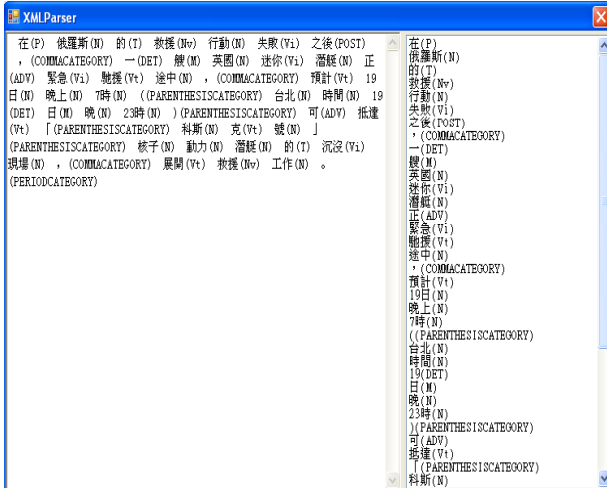 XMLParser
在(P) 俄羅斯(N) 的(T) 救援(Nv) 行動(N) 失敗(Vi) 之後(POST)
，(COMMACATEGORY) 一(DET) 艘(M) 英國(N) 迷你(Vi) 潛艇(N) 正
(ADV) 緊急(Vi) 馳援(Vt) 途中(N) ，(COMMACATEGORY) 預計(Vt) 19
日(N) 晚上(N) 7時(N) ((PARENTHESISCATEGORY) 台北(N) 時間(N) 19
(DET) 日(M) 晚(N) 23時(N) )(PARENTHESISCATEGORY) 可(ADV) 抵達
(Vt) 「(PARENTHESISCATEGORY) 科斯(N) 克(Vt) 號(N) 」
(PARENTHESISCATEGORY) 核子(N) 動力(N) 潛艇(N) 的(T) 沉沒(Vi)
現場(N) ，(COMMACATEGORY) 展開(Vt) 救援(Nv) 工作(N) 。
(PERIODCATEGORY)
在(P)
俄羅斯(N)
的(T)
救援(Nv)
行動(N)
失敗(Vi)
之後(POST)
，(COMMACATEGORY)
一(DET)
艘(M)
英國(N)
迷你(Vi)
潛艇(N)
正(ADV)
緊急(Vi)
馳援(Vt)
途中(N)
，(COMMACATEGORY)
預計(Vt)
19日(N)
晚上(N)
7時(N)
((PARENTHESISCATEGORY)
台北(N)
時間(N)
19(DET)
日(M)
晚(N)
23時(N)
)(PARENTHESISCATEGORY)
可(ADV)
抵達(Vt)
「(PARENTHESISCATEGORY)
科斯(N)